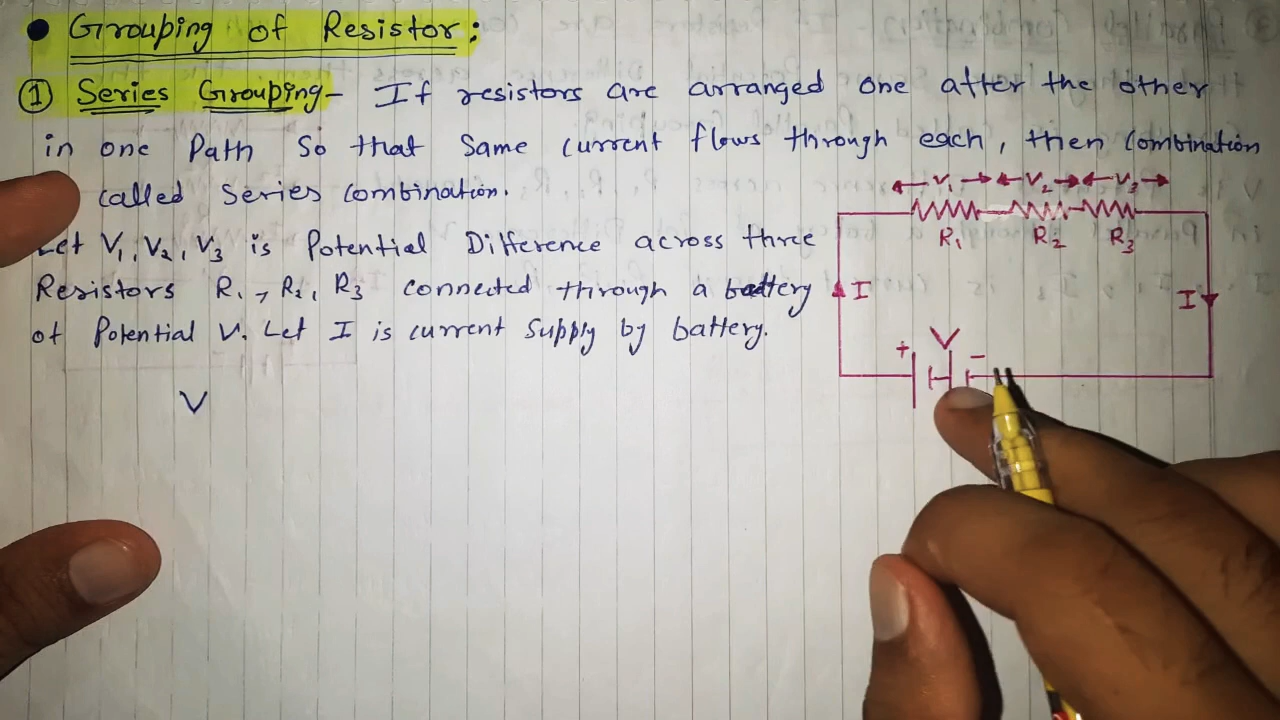 • Grouping of Resistor:
① Series Grouping - If resistors are arranged one after the other
in one Path So that Same current flows through each, then Combination
called Series Combination.
Let V₁, V₂, V₃ is Potential Difference across three
Resistors R₁, R₂, R₃ connected through a battery
of Potential V. Let I is current Supply by battery.
V
V₁ V₂ V₃
R₁ R₂ R₃
I I
V
+ -